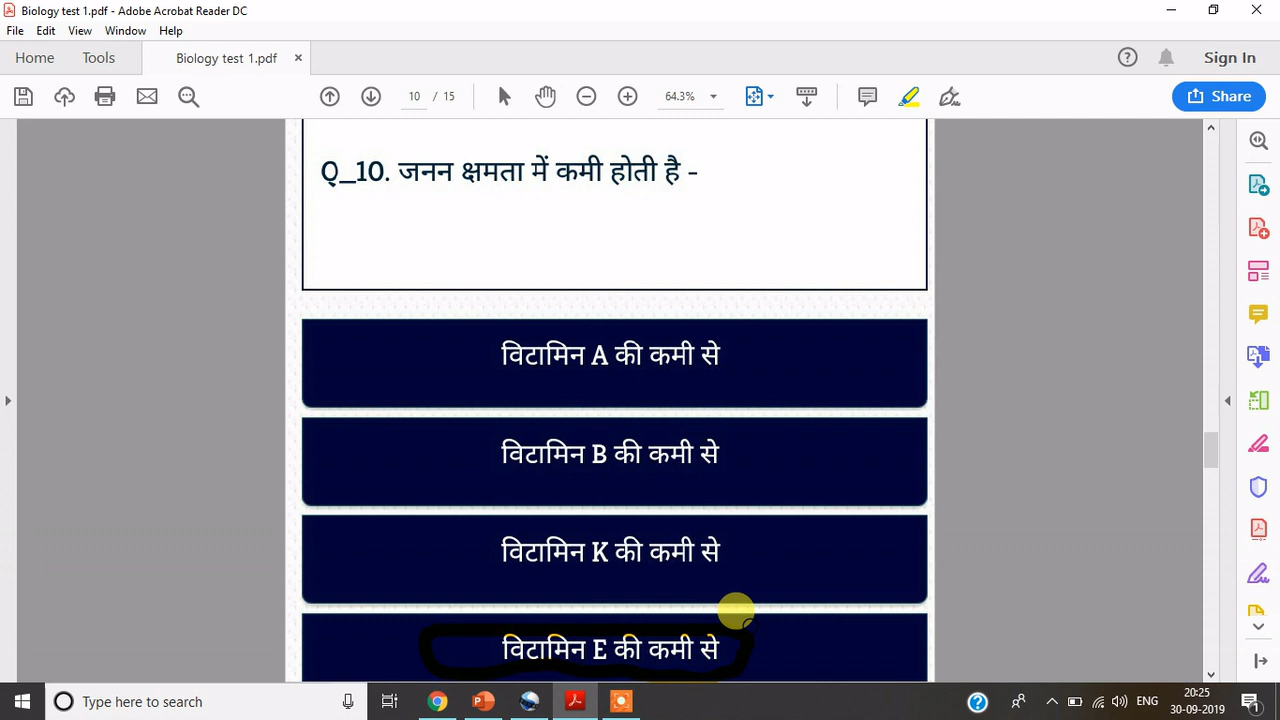 Biology test 1.pdf - Adobe Acrobat Reader DC
File Edit View Window Help
Home Tools Biology test 1.pdf × Sign In
10 / 15 64.3% Share
Q_10. जनन क्षमता में कमी होती है -
विटामिन A की कमी से
विटामिन B की कमी से
विटामिन K की कमी से
विटामिन E की कमी से
Type here to search
ENG
20:25
30-09-2019
1